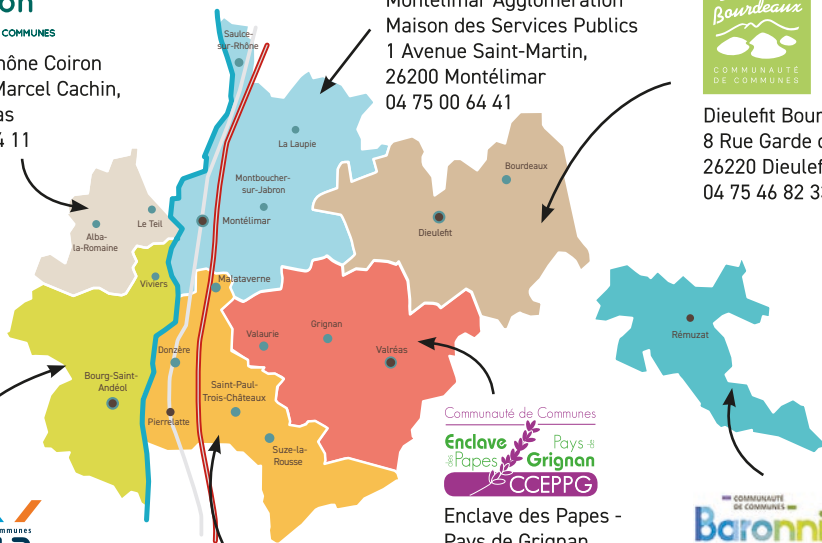 on
COMMUNES
hône Coiron
Marcel Cachin,
as
4 11
Montélimar Agglomération
Maison des Services Publics
1 Avenue Saint-Martin,
26200 Montélimar
04 75 00 64 41
Bourdeaux
COMMUNAUTÉ
DE COMMUNES
Dieulefit Bour
8 Rue Garde
26220 Dieulef
04 75 46 82 33
Saulce-
sur-Rhône
La Laupie
Montboucher-
sur-Jabron
Montélimar
Bourdeaux
Dieulefit
Le Teil
Alba-
la-Romaine
Viviers
Malataverne
Valaurie
Grignan
Valréas
Donzère
Rémuzat
Bourg-Saint-
Andéol
Saint-Paul-
Trois-Châteaux
Pierrelatte
Suze-la-
Rousse
Communauté de Communes
Enclave des Papes
Pays de Grignan
CCEPPG
Enclave des Papes -
Pays de Grignan
mmunes
COMMUNAUTÉ
DE COMMUNES
Baronni